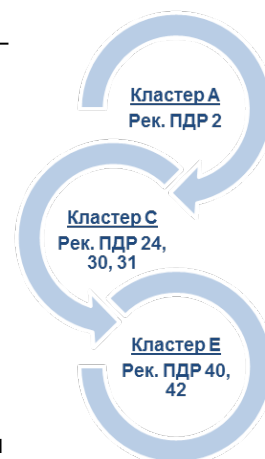 Кластер A
Рек. ПДР 2
Кластер C
Рек. ПДР 24,
30, 31
Кластер E
Рек. ПДР 40,
42